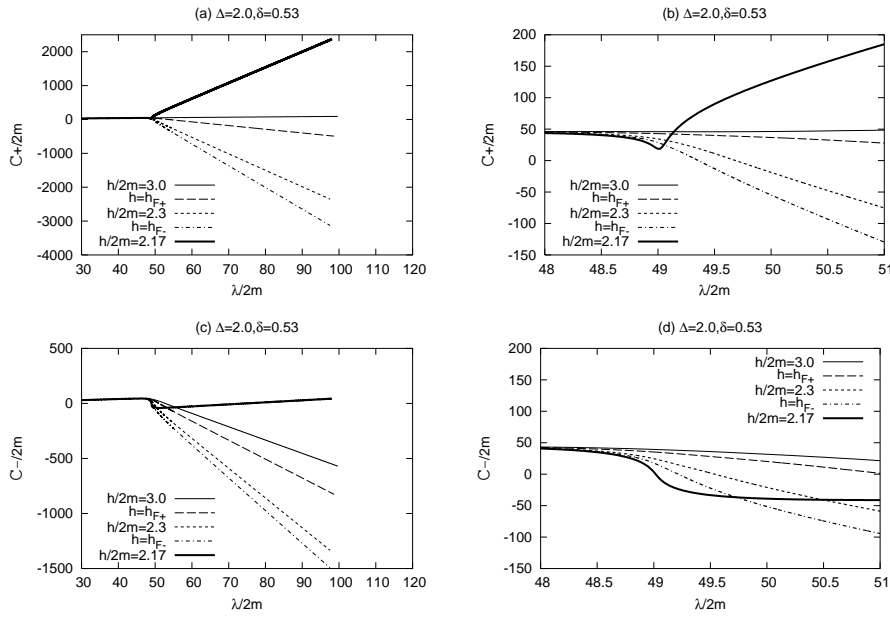 (a) Δ=2.0,δ=0.53
C+/2m
2000
1000
0
-1000
-2000
-3000
-4000
h/2m=3.0
h=hF+
h/2m=2.3
h=hF-
h/2m=2.17
30 40 50 60 70 80 90 100 110 120
λ/2m
(b) Δ=2.0,δ=0.53
C+/2m
200
150
100
50
0
-50
-100
-150
h/2m=3.0
h=hF+
h/2m=2.3
h=hF-
h/2m=2.17
48 48.5 49 49.5 50 50.5 51
λ/2m
(c) Δ=2.0,δ=0.53
C-/2m
500
0
-500
-1000
-1500
h/2m=3.0
h=hF+
h/2m=2.3
h=hF-
h/2m=2.17
30 40 50 60 70 80 90 100 110 120
λ/2m
(d) Δ=2.0,δ=0.53
C-/2m
200
150
100
50
0
-50
-100
-150
h/2m=3.0
h=hF+
h/2m=2.3
h=hF-
h/2m=2.17
48 48.5 49 49.5 50 50.5 51
λ/2m